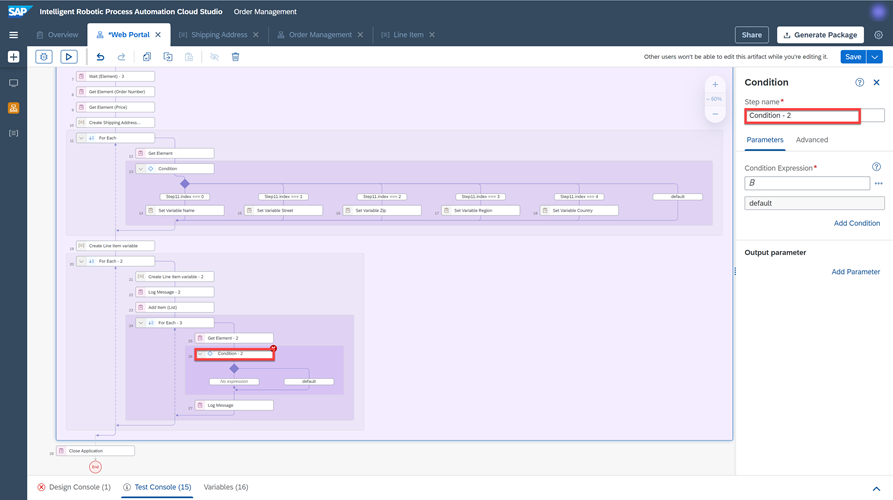 SAP Intelligent Robotic Process Automation Cloud Studio Order Management
Overview *Web Portal Shipping Address Order Management Line Item Share Generate Package
Other users won't be able to edit this artifact while you're editing it. Save
7 Wait (Element) - 3
8 Get Element (Order Number)
9 Get Element (Price)
10 Create Shipping Address...
11 For Each
12 Get Element
13 Condition
Step11.index === 0 Step11.index === 1 Step11.index === 2 Step11.index === 3 Step11.index === 4 default
14 Set Variable Name 15 Set Variable Street 16 Set Variable Zip 17 Set Variable Region 18 Set Variable Country
19 Create Line Item variable
20 For Each - 2
21 Create Line Item variable - 2
22 Log Message - 2
23 Add Item (List)
24 For Each - 3
25 Get Element - 2
26 Condition - 2
No expression default
27 Log Message
28 Close Application
End
60%
Condition
Step name*
Condition - 2
Parameters Advanced
Condition Expression*
B
default
Add Condition
Output parameter
Add Parameter
Design Console (1) Test Console (15) Variables (16)